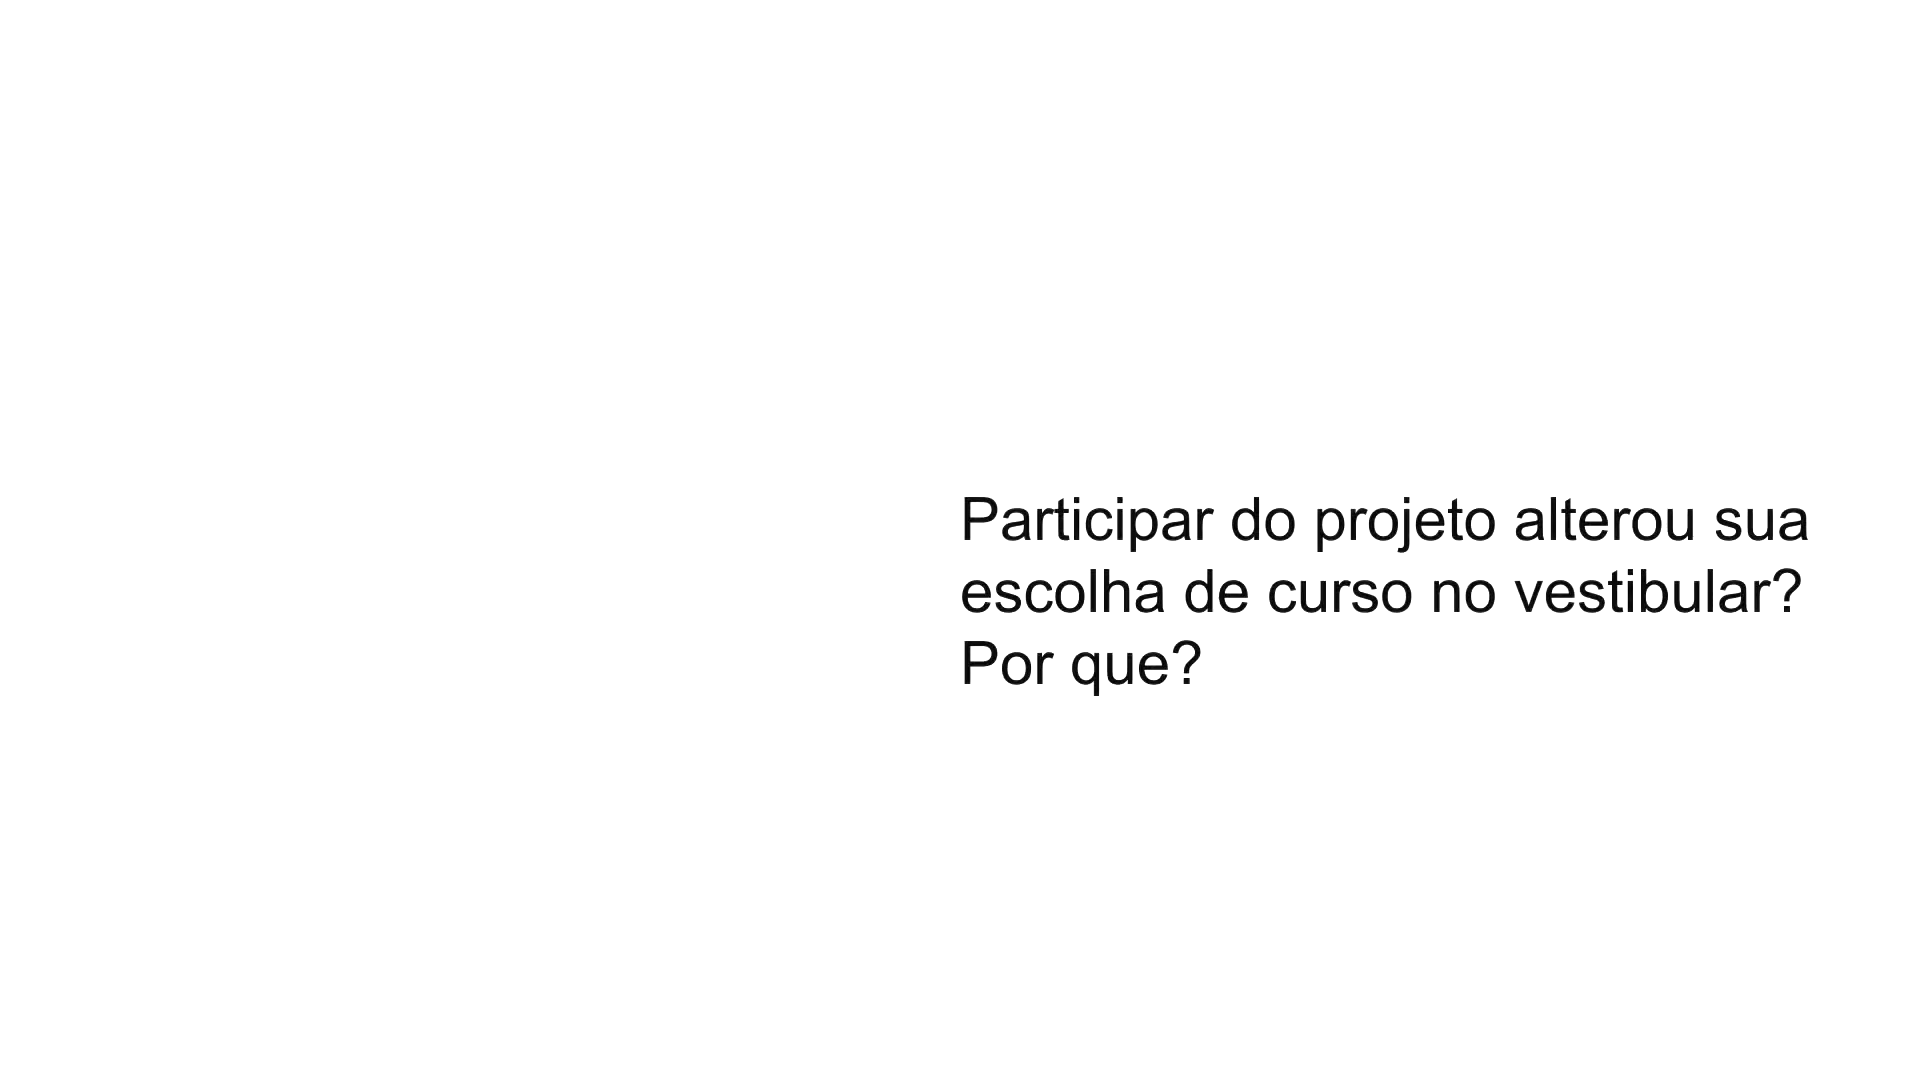 Participar do projeto alterou sua
escolha de curso no vestibular?
Por que?